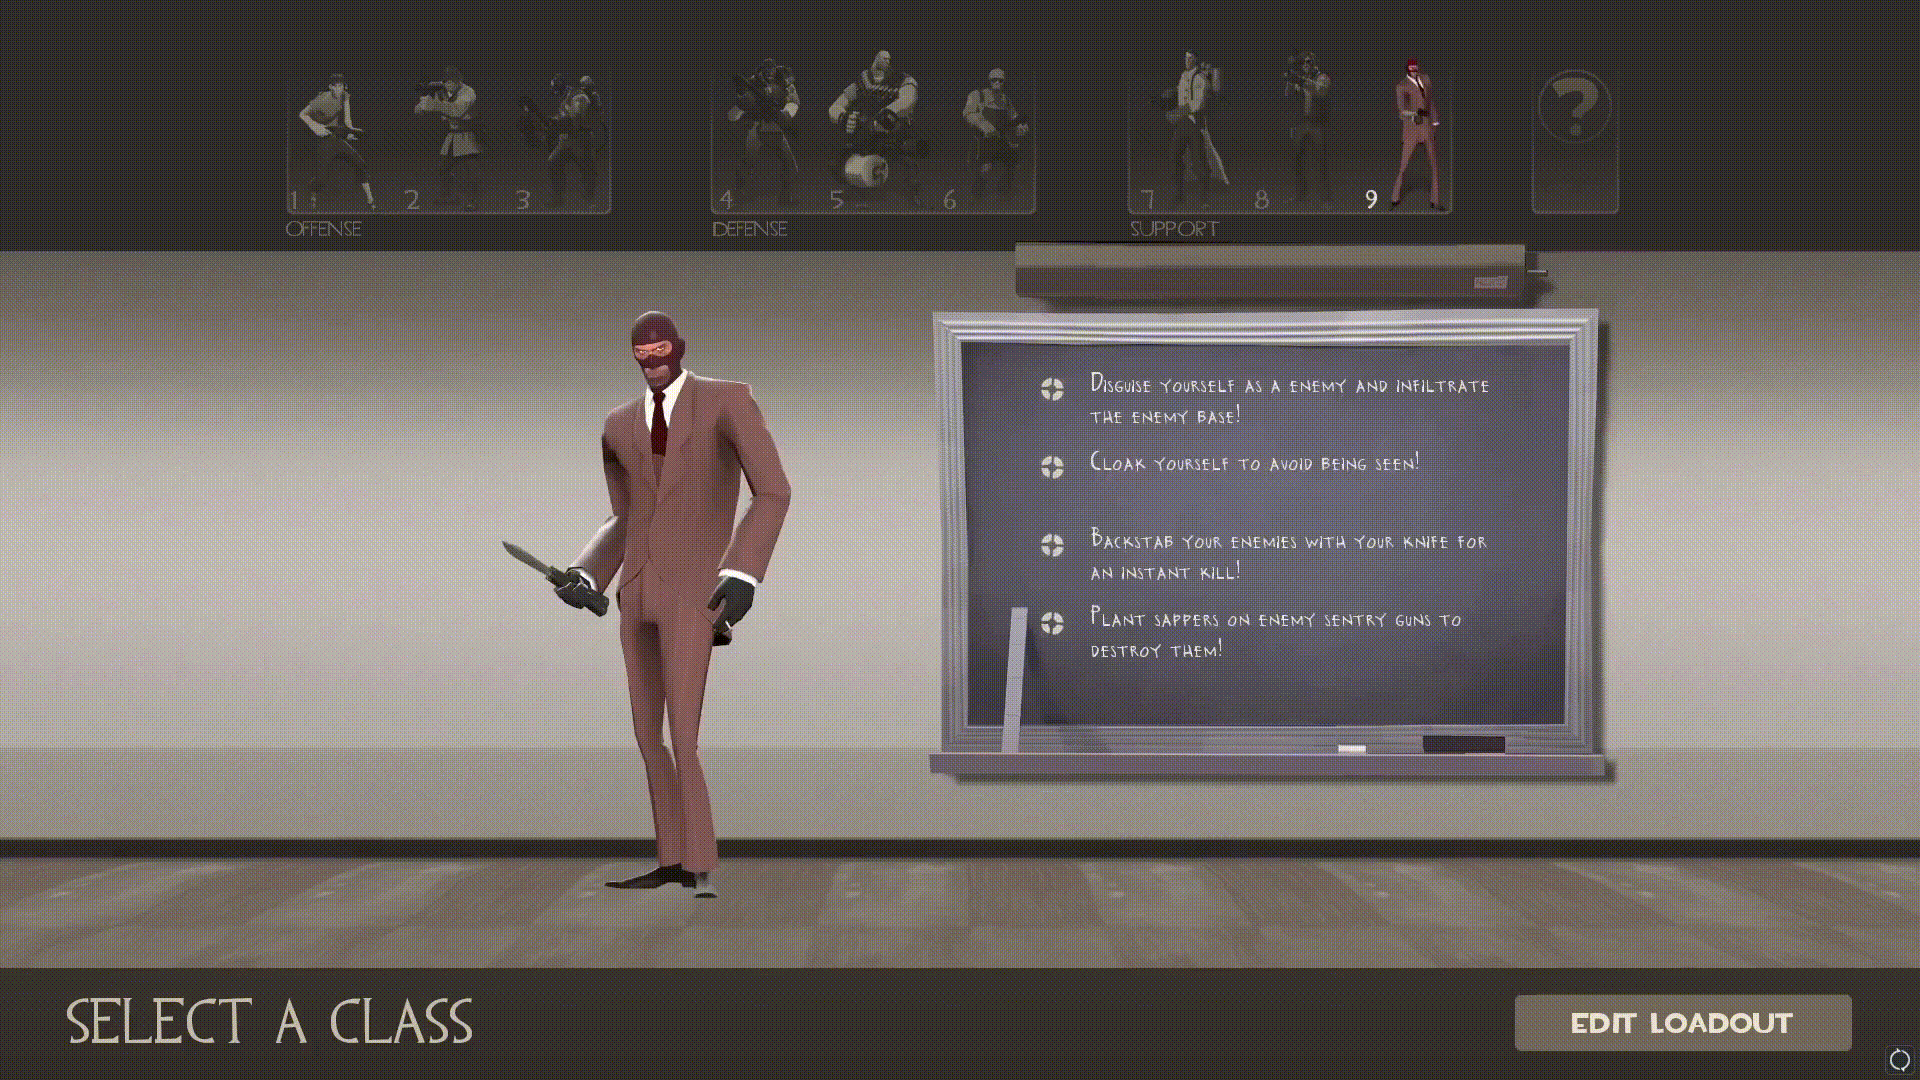 1 2 3 4 5 6 7 8 9 ?
OFFENSE DEFENSE SUPPORT
DISGUISE YOURSELF AS A ENEMY AND INFILTRATE
THE ENEMY BASE!
CLOAK YOURSELF TO AVOID BEING SEEN!
BACKSTAB YOUR ENEMIES WITH YOUR KNIFE FOR
AN INSTANT KILL!
PLANT SAPPERS ON ENEMY SENTRY GUNS TO
DESTROY THEM!
SELECT A CLASS
EDIT LOADOUT